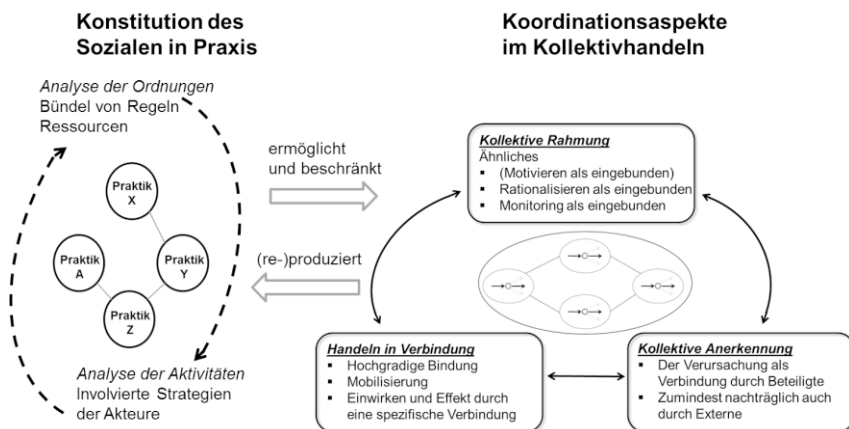 Konstitution des
Sozialen in Praxis
Analyse der Ordnungen
Bündel von Regeln
Ressourcen
Praktik
X
Praktik
A
Praktik
Y
Praktik
Z
Analyse der Aktivitäten
Involvierte Strategien
der Akteure
ermöglicht
und beschränkt
(re-)produziert
Koordinationsaspekte
im Kollektivhandeln
Kollektive Rahmung
Ähnliches
▪ (Motivieren als eingebunden)
▪ Rationalisieren als eingebunden
▪ Monitoring als eingebunden
Handeln in Verbindung
▪ Hochgradige Bindung
▪ Mobilisierung
▪ Einwirken und Effekt durch
eine spezifische Verbindung
Kollektive Anerkennung
▪ Der Verursachung als
Verbindung durch Beteiligte
▪ Zumindest nachträglich auch
durch Externe